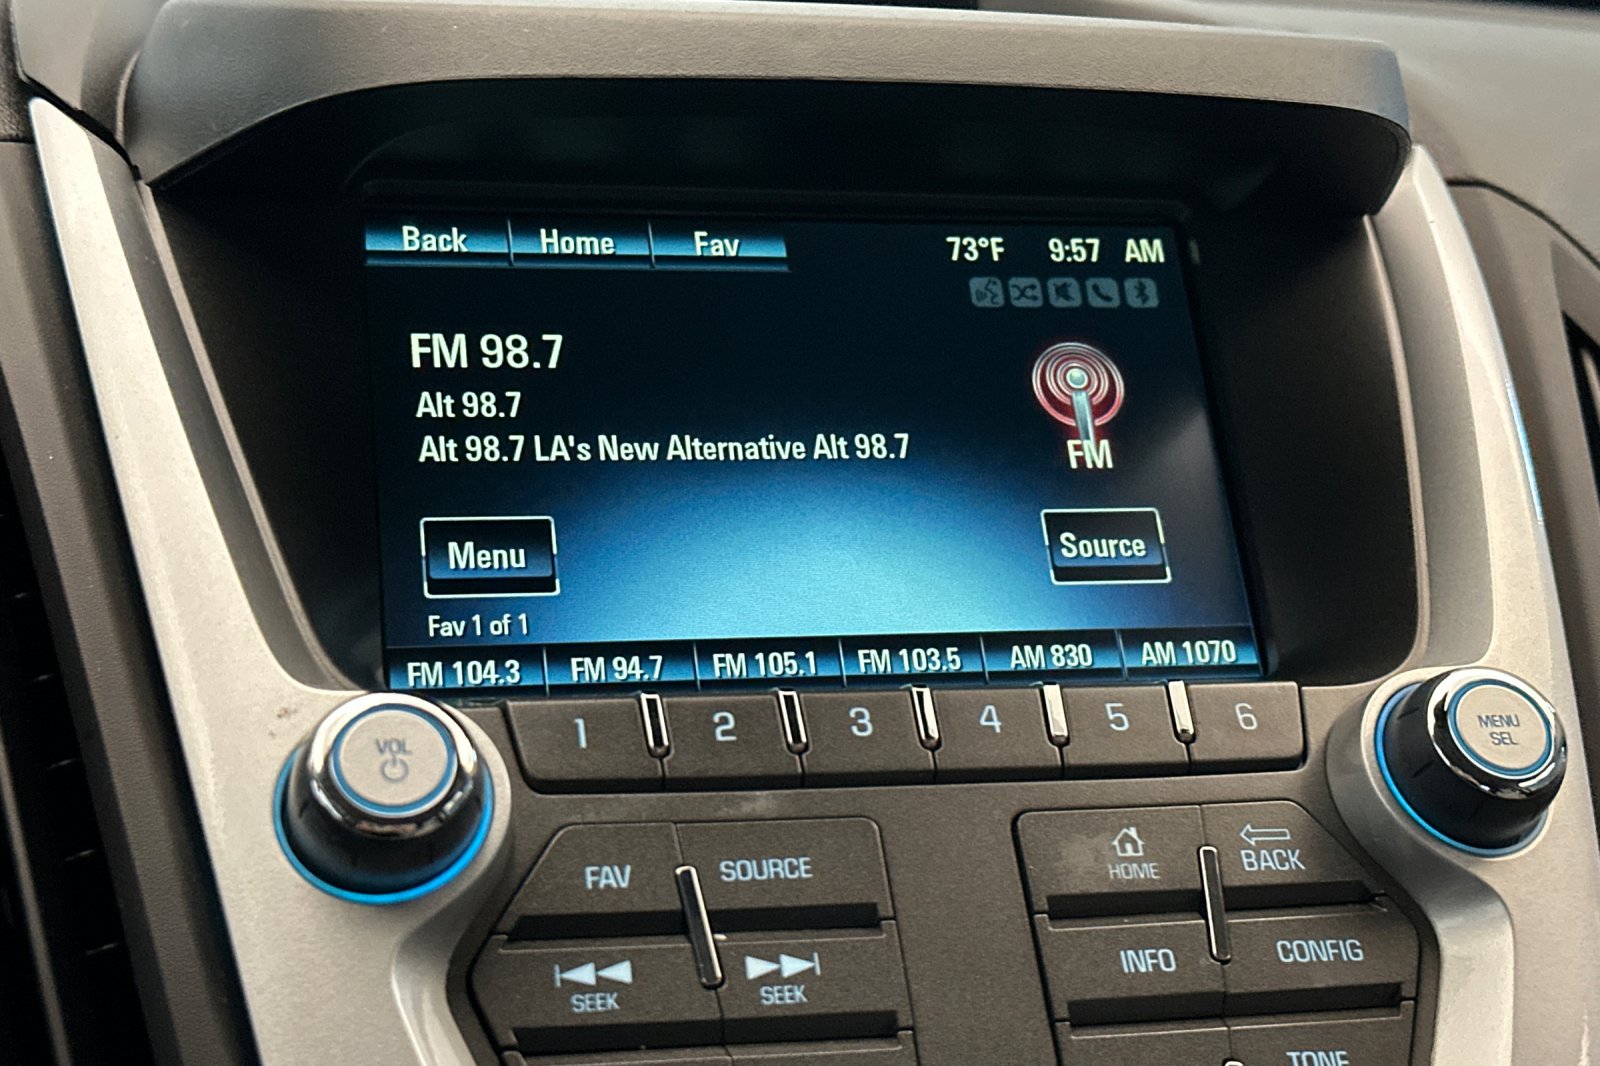 Back Home Fav 73°F 9:57 AM
FM 98.7
Alt 98.7
Alt 98.7 LA's New Alternative Alt 98.7
FM
Menu Source
Fav 1 of 1
FM 104.3 FM 94.7 FM 105.1 FM 103.5 AM 830 AM 1070
1 2 3 4 5 6
VOL
MENU
SEL
FAV SOURCE
HOME BACK
SEEK SEEK
INFO CONFIG
TONE